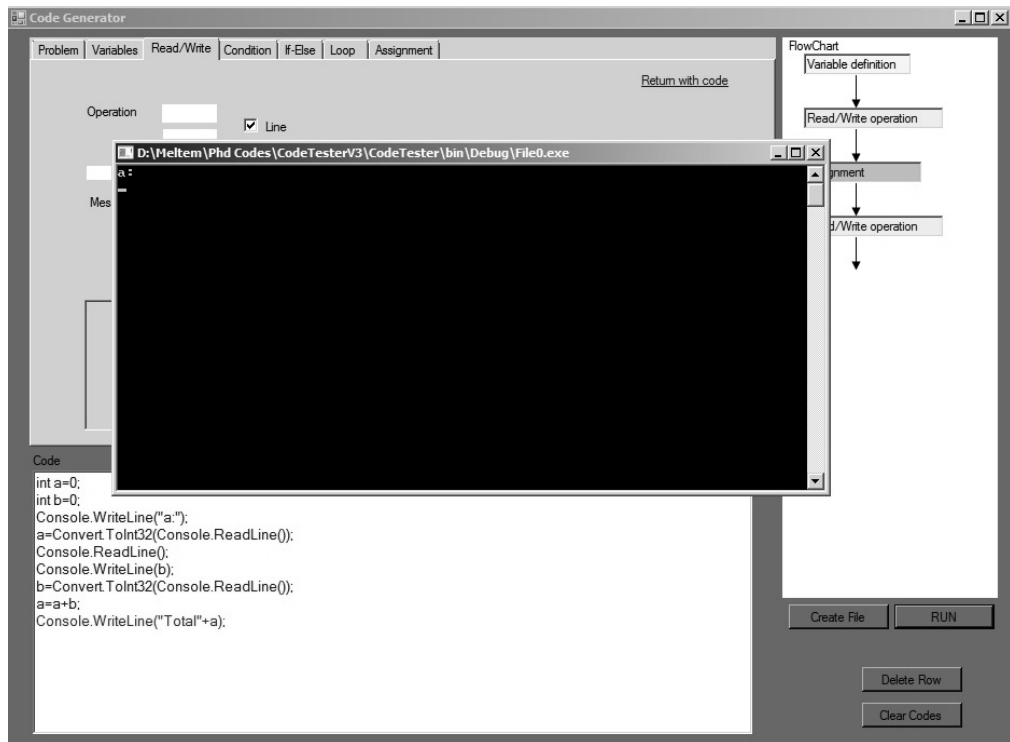 Code Generator
Problem Variables Read/Write Condition If-Else Loop Assignment
Return with code
Operation
Line
Mes
D:\Meltem\Phd Codes\CodeTesterV3\CodeTester\bin\Debug\File0.exe
a:
FlowChart
Variable definition
Read/Write operation
gnment
d/Write operation
Code
int a=0;
int b=0;
Console.WriteLine("a:");
a=Convert.ToInt32(Console.ReadLine());
Console.ReadLine();
Console.WriteLine(b);
b=Convert.ToInt32(Console.ReadLine());
a=a+b;
Console.WriteLine("Total"+a);
Create File RUN
Delete Row
Clear Codes